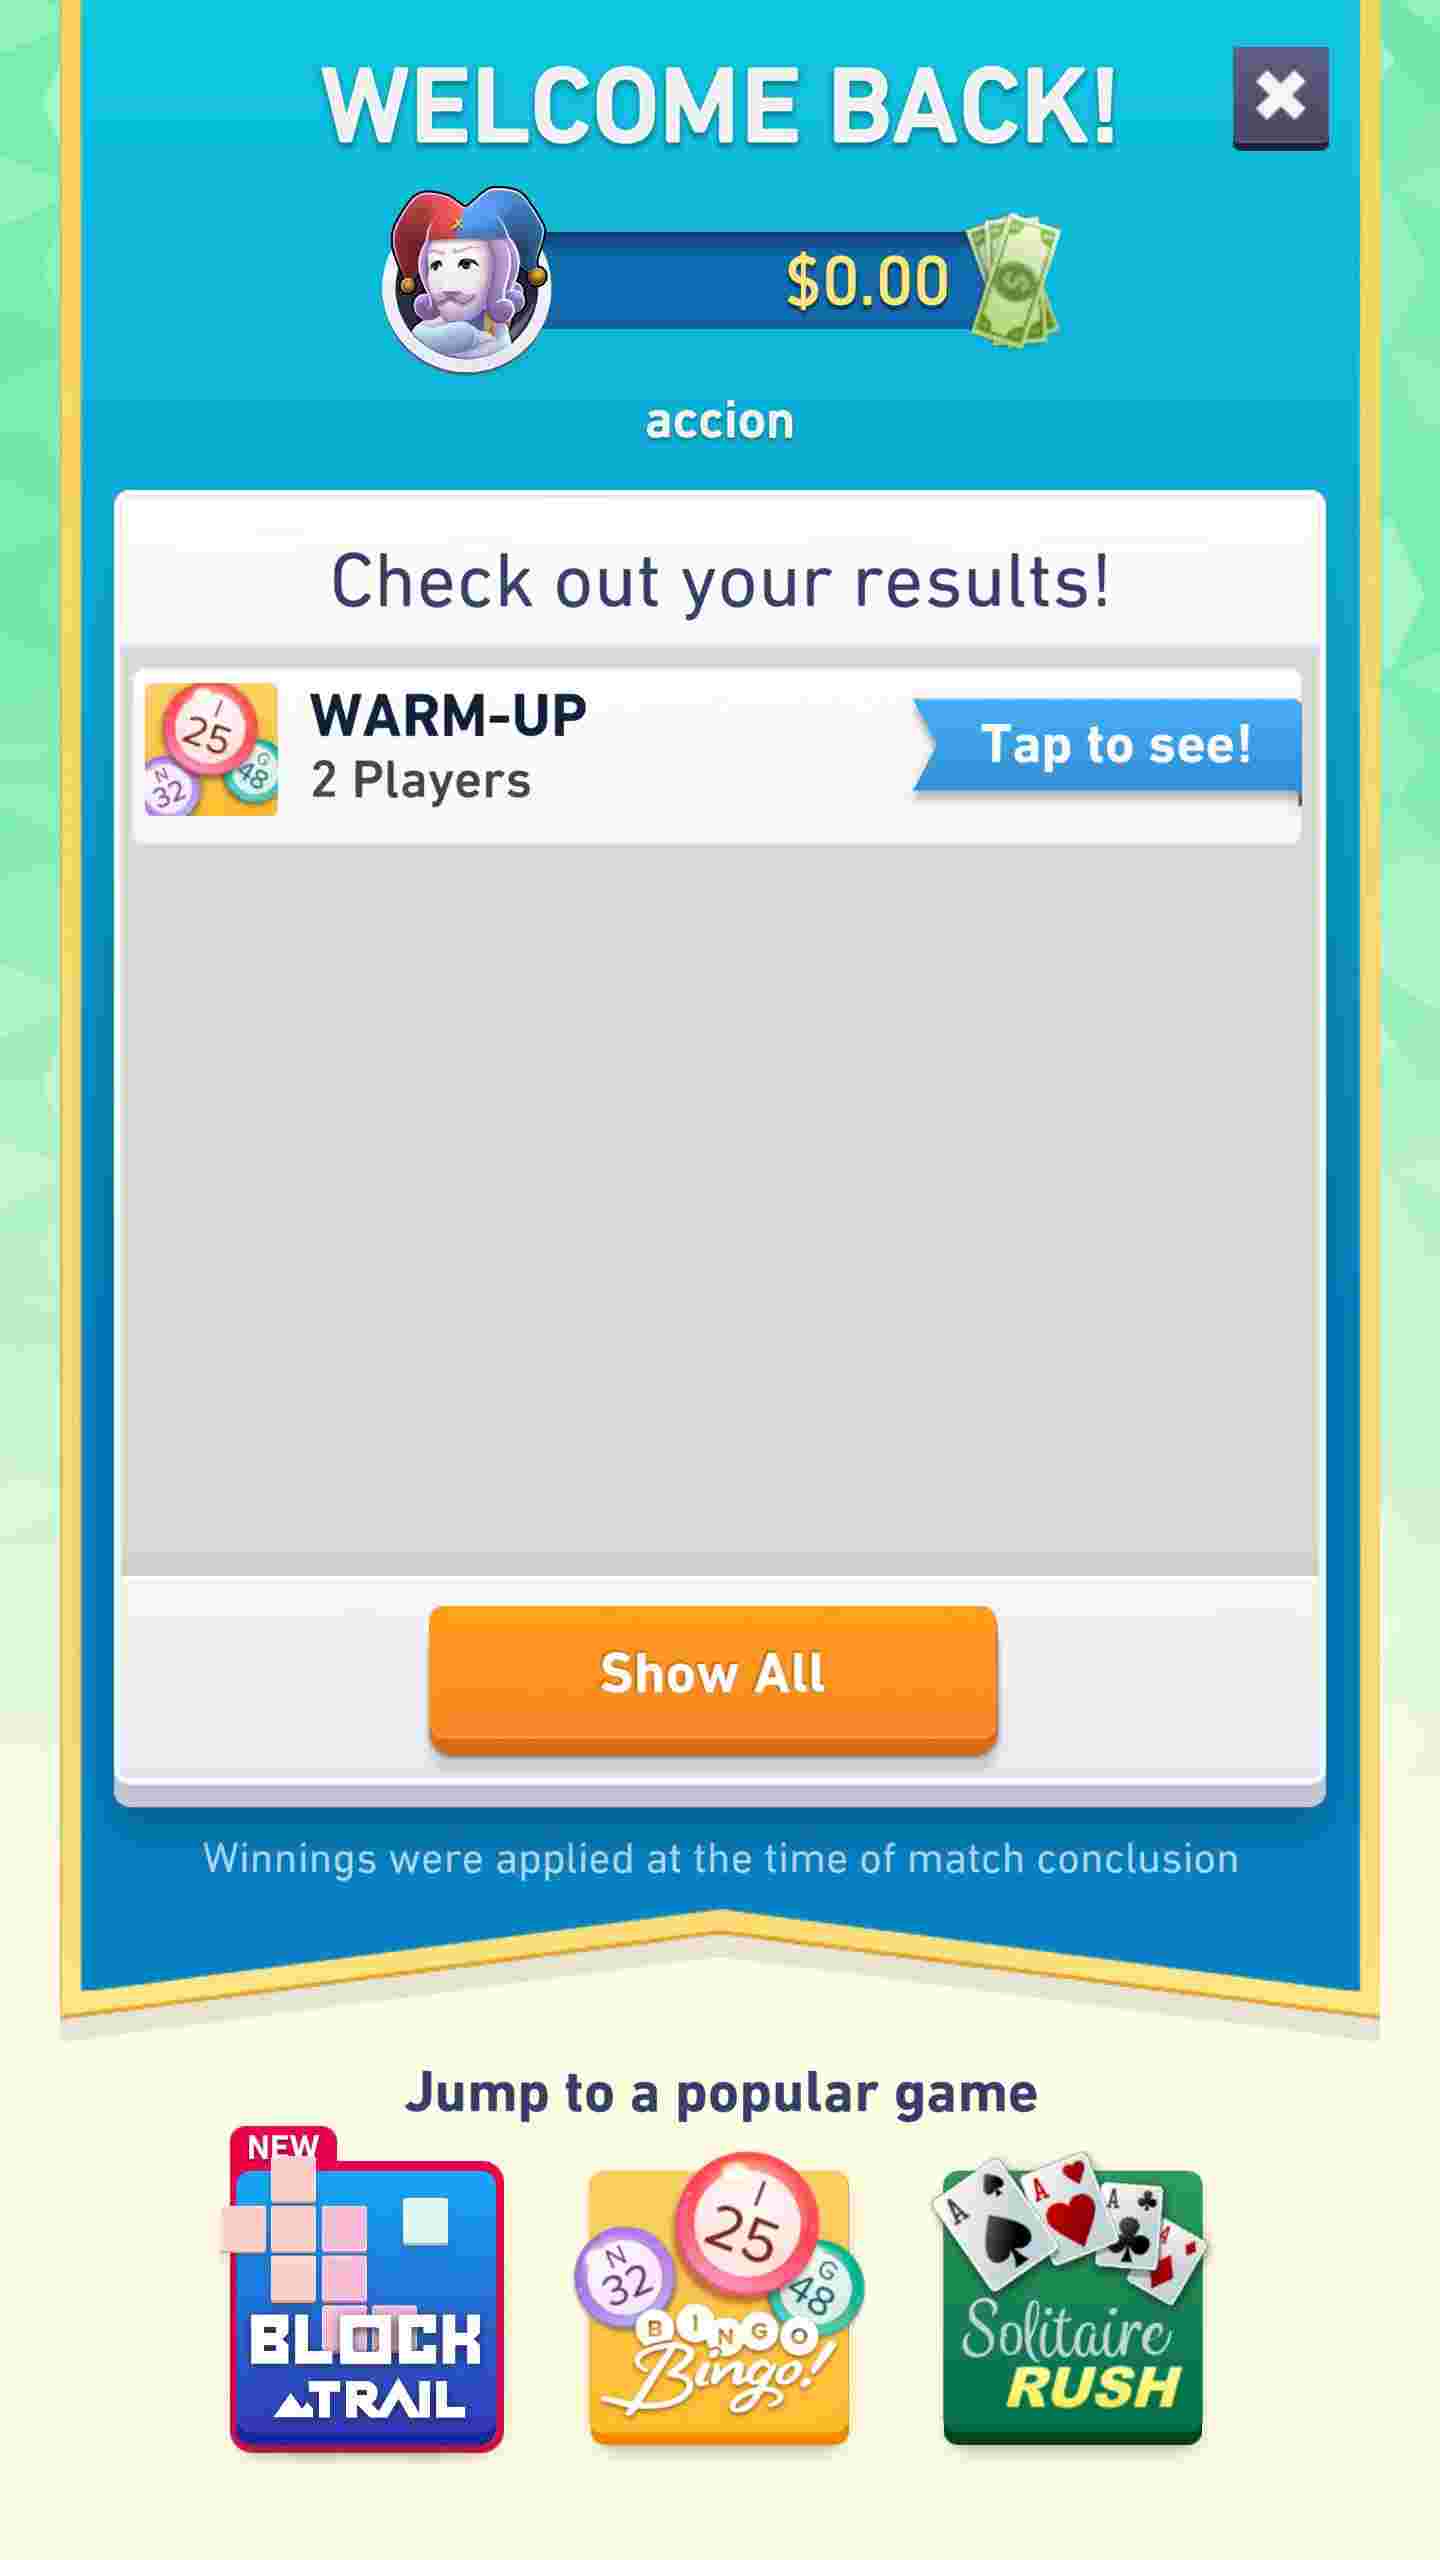 WELCOME BACK!
$0.00
accion
Check out your results!
I
25
N
32
G
48
WARM-UP
2 Players
Tap to see!
Show All
Winnings were applied at the time of match conclusion
Jump to a popular game
NEW
BLOCK
TRAIL
I
25
N
32
G
48
BINGO
Bingo!
A
A
A
A
Solitaire
RUSH